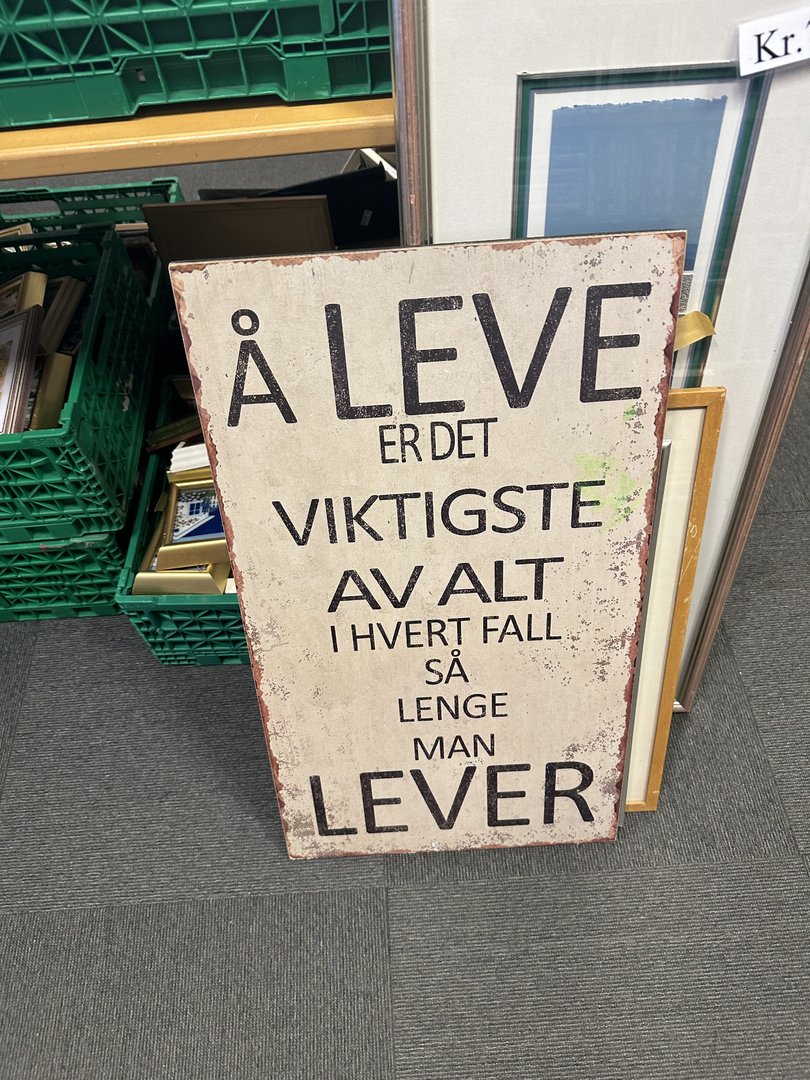 Kr.
Å LEVE
ER DET
VIKTIGSTE
AV ALT
I HVERT FALL
SÅ
LENGE
MAN
LEVER